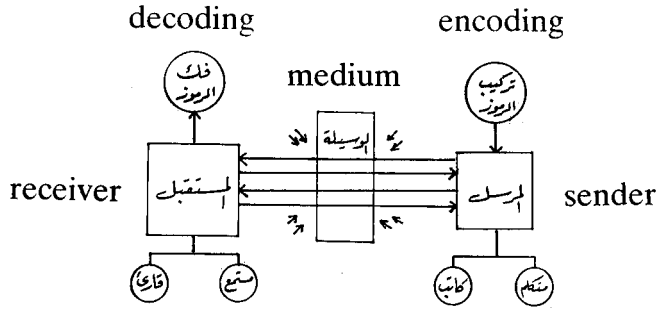 decoding
encoding
فك
الرموز
medium
تركيب
الرموز
الوسيلة
receiver
المستقبل
المرسل
sender
قارئ
مستمع
كاتب
متكلم